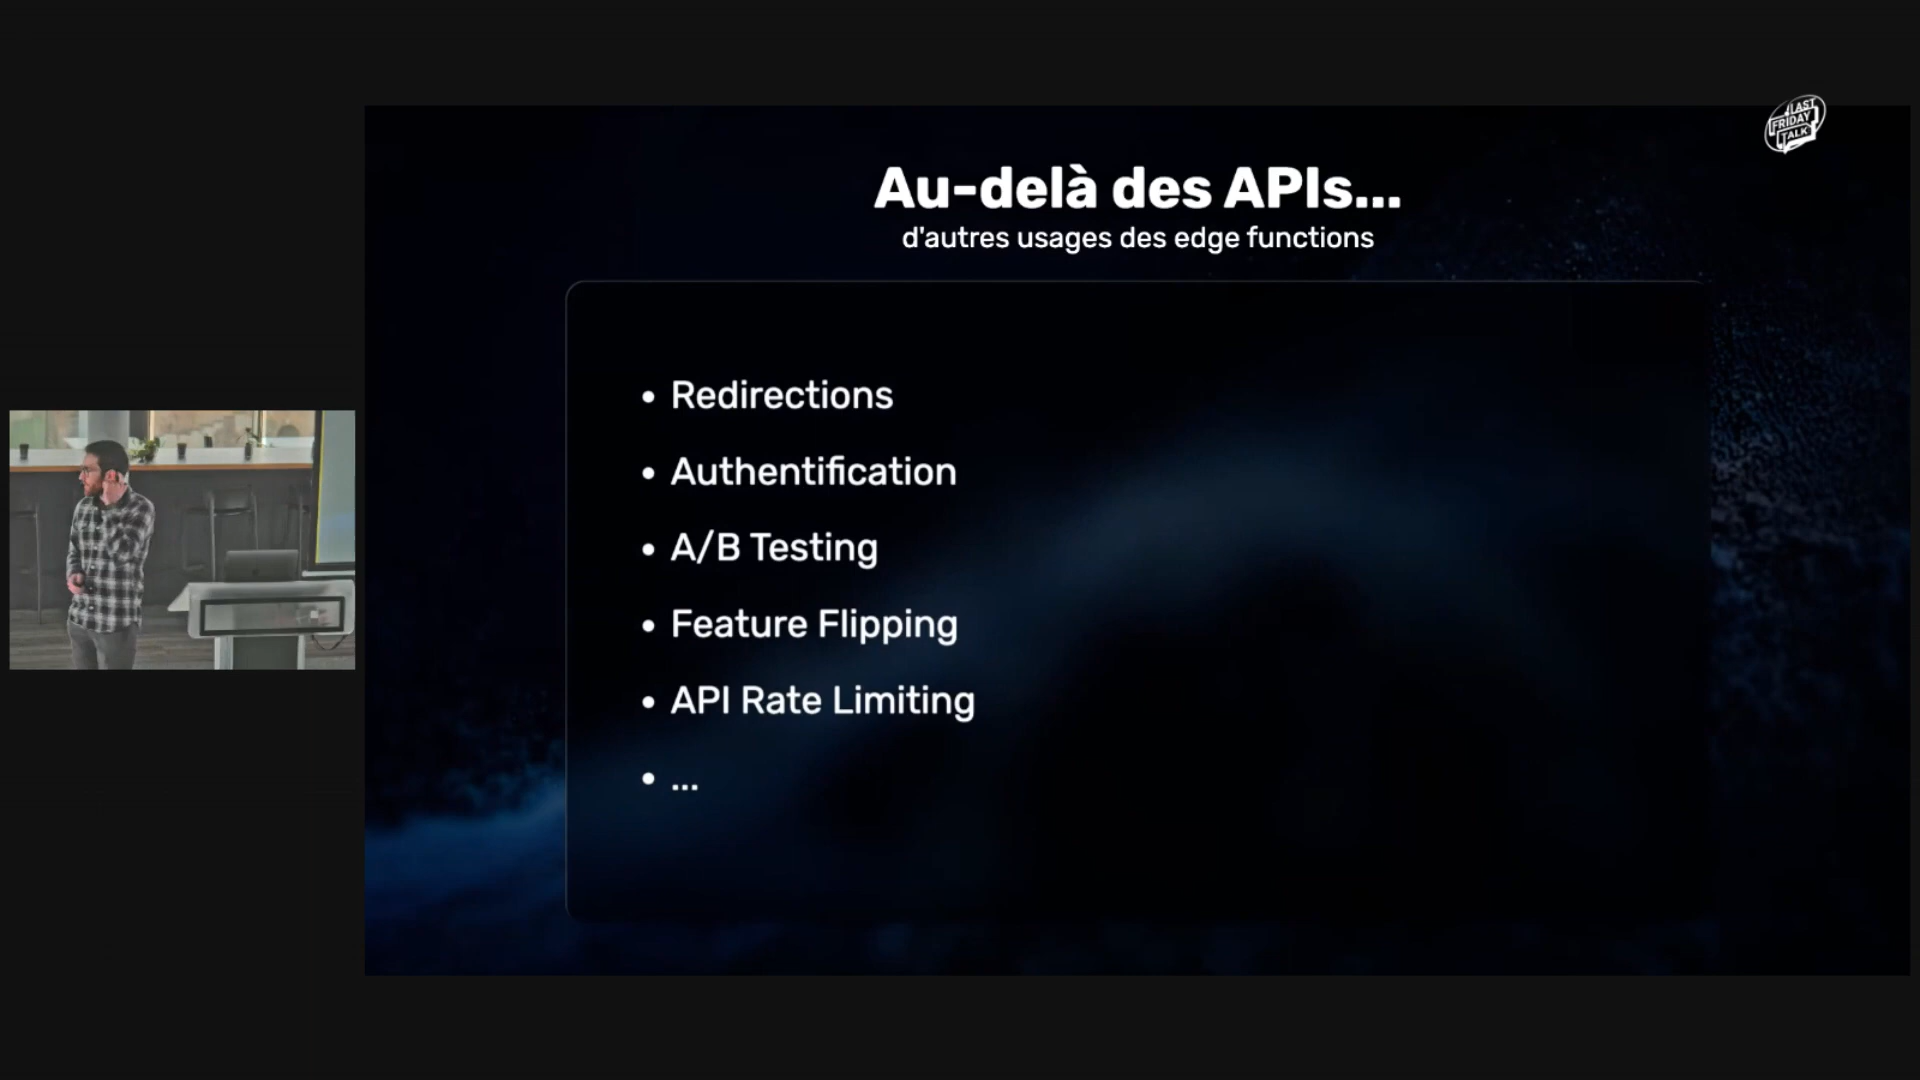 LAST
FRIDAY
TALK
Au-delà des APIs...
d'autres usages des edge functions
• Redirections
• Authentification
• A/B Testing
• Feature Flipping
• API Rate Limiting
• ...